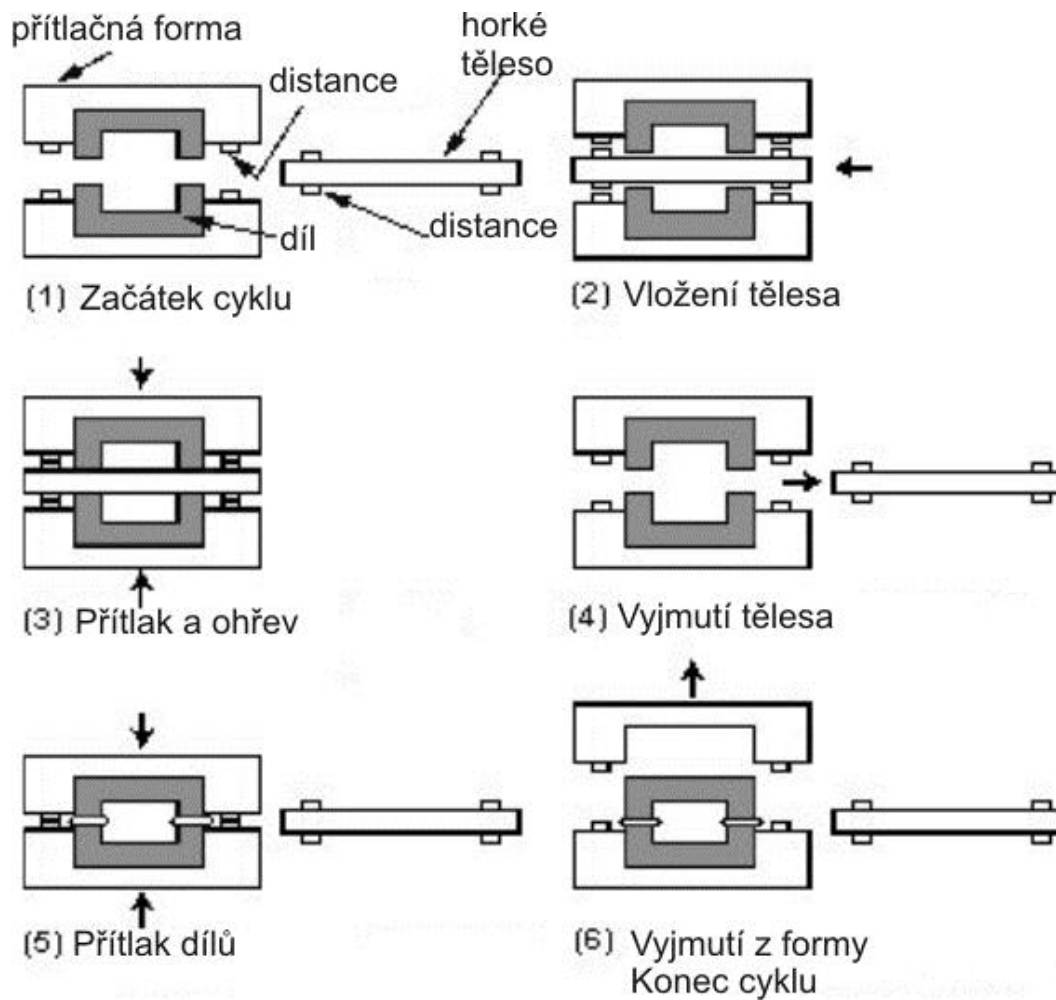 přítlačná forma
horké
těleso
distance
distance
díl
(1) Začátek cyklu
(2) Vložení tělesa
(3) Přítlak a ohřev
(4) Vyjmutí tělesa
(5) Přítlak dílů
(6) Vyjmutí z formy
Konec cyklu